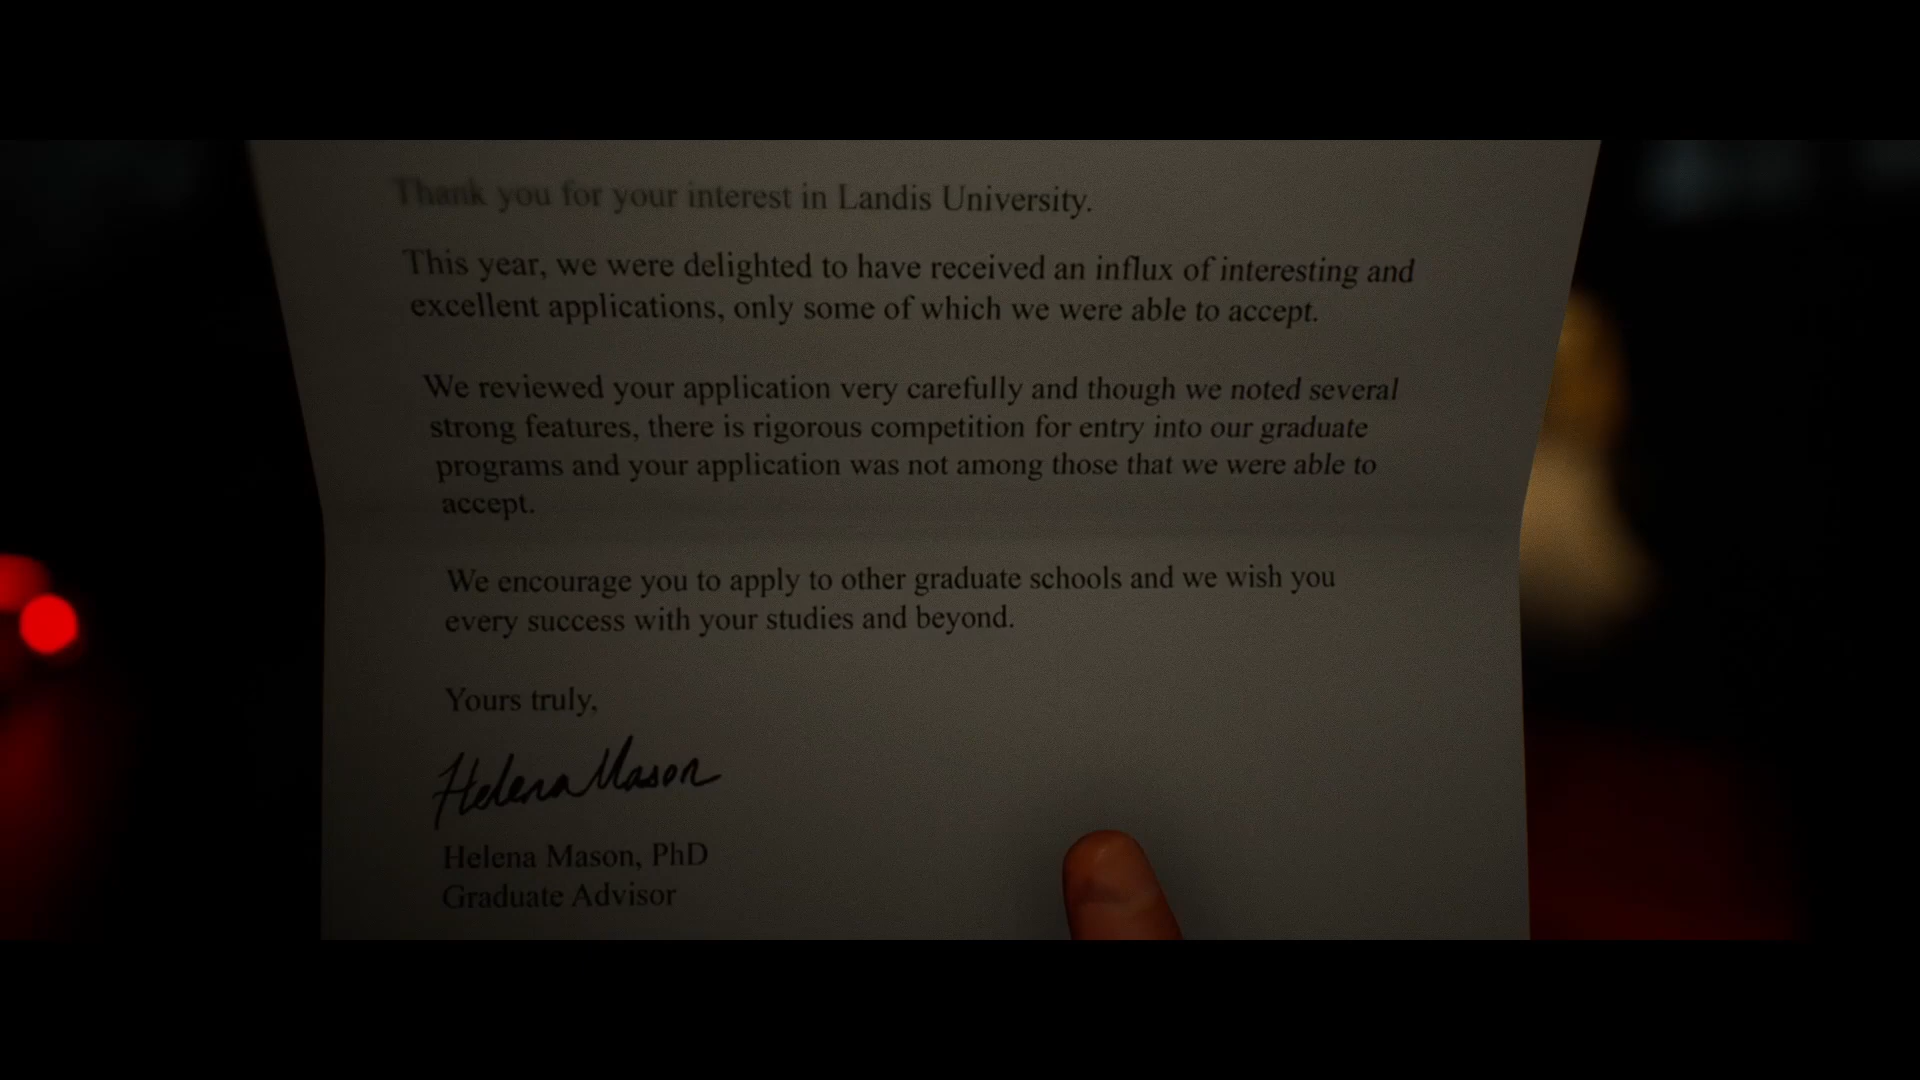 Thank you for your interest in Landis University.
This year, we were delighted to have received an influx of interesting and
excellent applications, only some of which we were able to accept.
We reviewed your application very carefully and though we noted several
strong features, there is rigorous competition for entry into our graduate
programs and your application was not among those that we were able to
accept.
We encourage you to apply to other graduate schools and we wish you
every success with your studies and beyond.
Yours truly,
Helena Mason
Helena Mason, PhD
Graduate Advisor